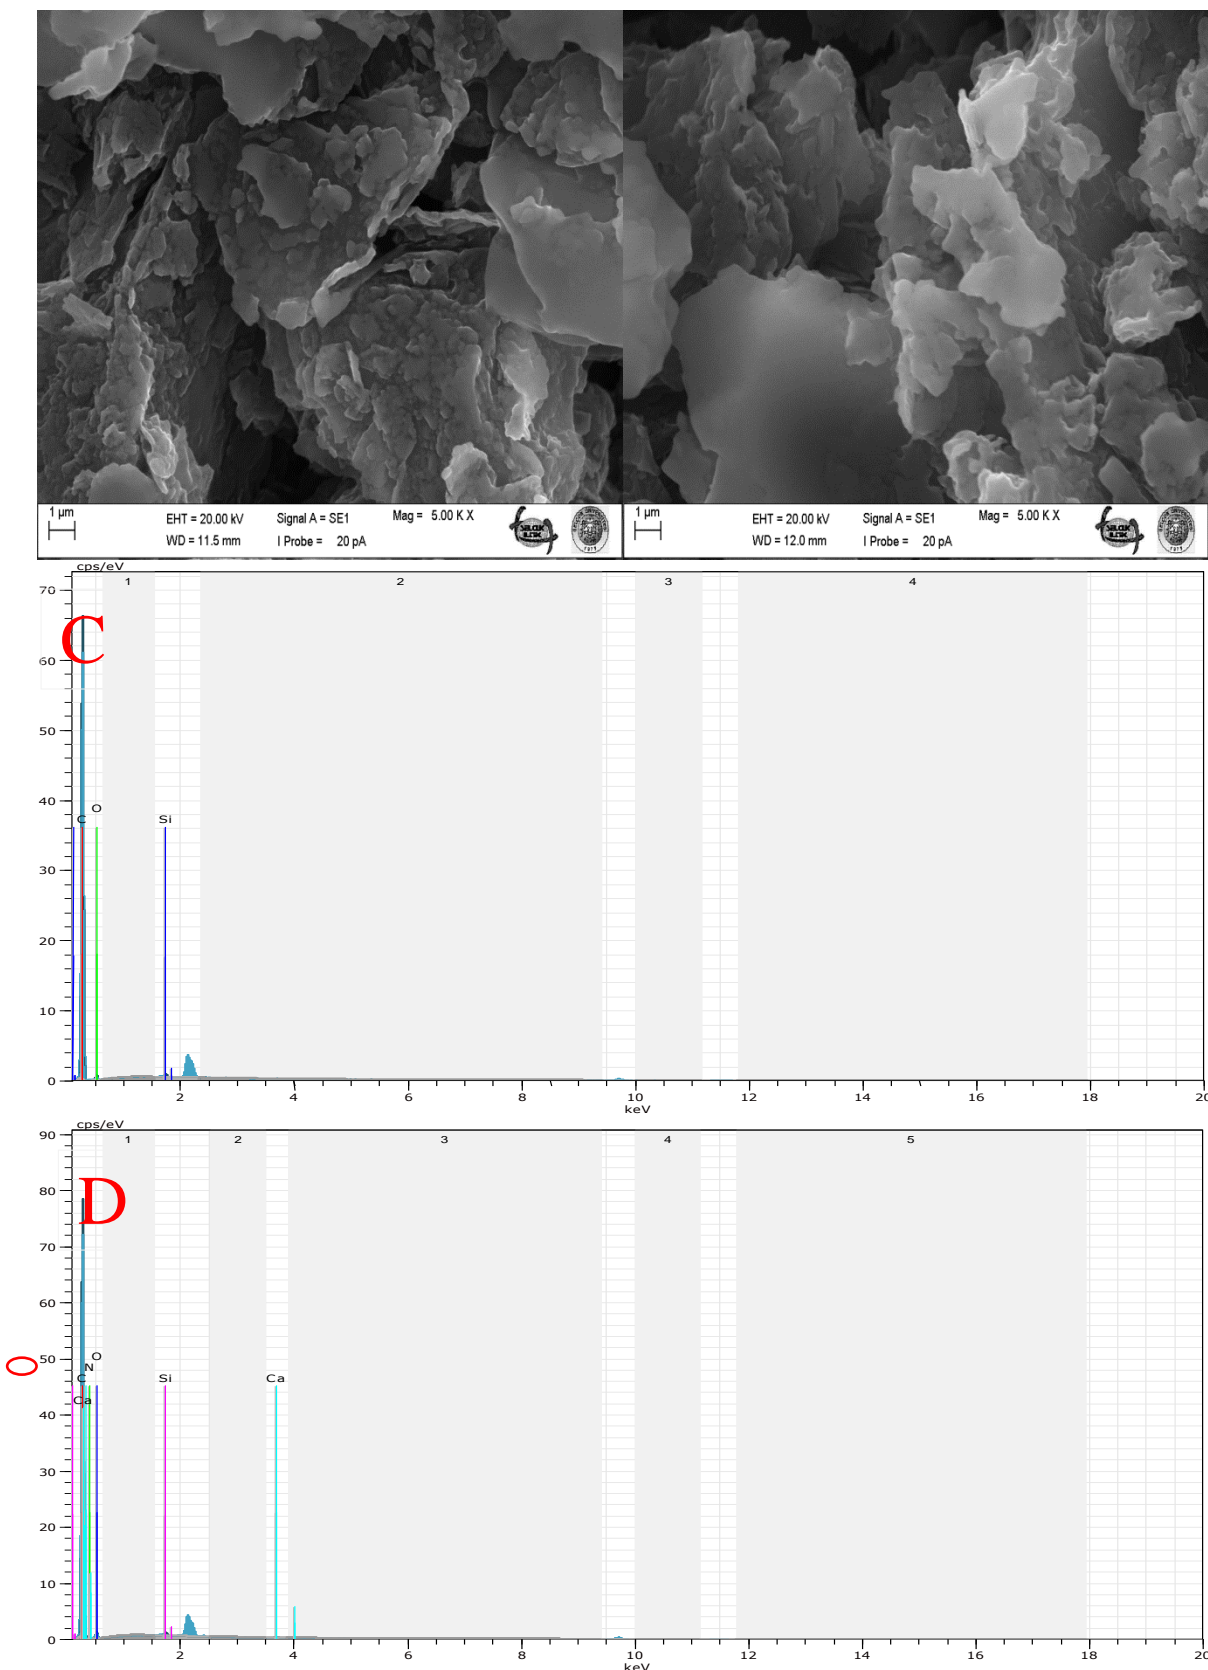 1 µm EHT = 20.00 kV Signal A = SE1 Mag = 5.00 K X
WD = 11.5 mm I Probe = 20 pA
1 µm EHT = 20.00 kV Signal A = SE1 Mag = 5.00 K X
WD = 12.0 mm I Probe = 20 pA
cps/eV
1 2 3 4
70
C
60
50
40
O
C Si
30
20
10
0
2 4 6 8 10 12 14 16 18 20
keV
cps/eV
90
1 2 3 4 5
80
D
70
60
50
O
N
C Si Ca
Ca
40
30
20
10
0
2 4 6 8 10 12 14 16 18 20
keV